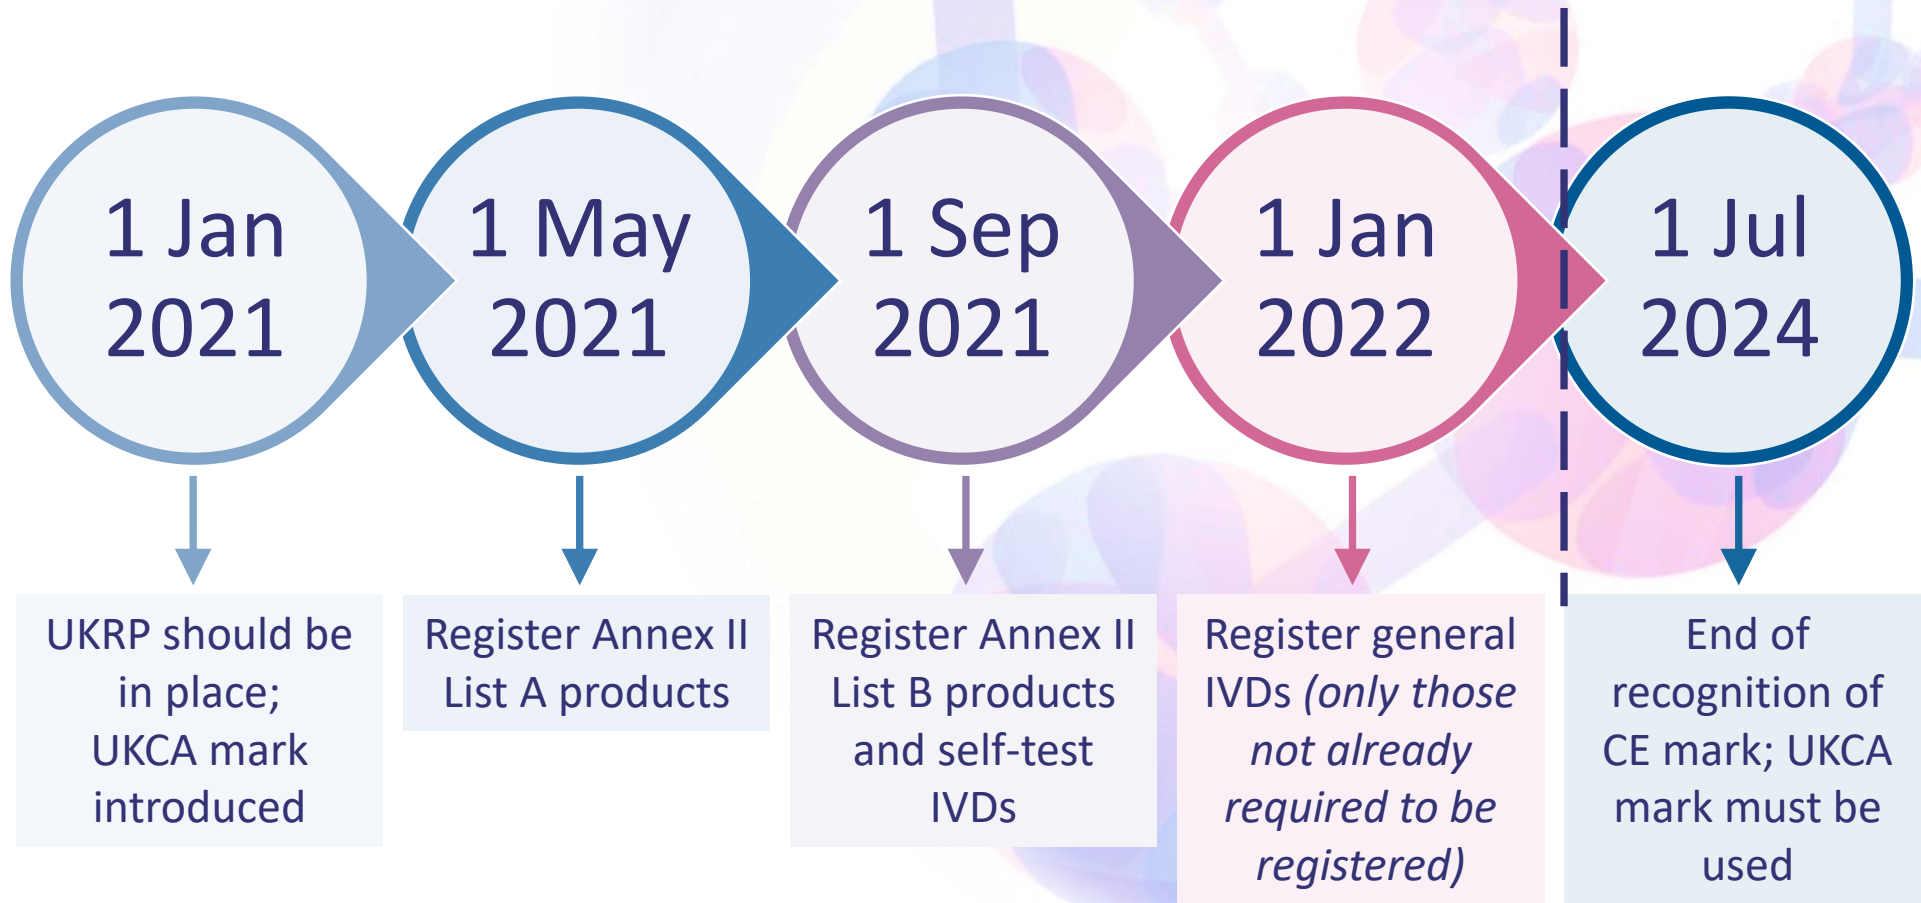 1 Jan
2021
1 May
2021
1 Sep
2021
1 Jan
2022
1 Jul
2024
UKRP should be
in place;
UKCA mark
introduced
Register Annex II
List A products
Register Annex II
List B products
and self-test
IVDs
Register general
IVDs (only those
not already
required to be
registered)
End of
recognition of
CE mark; UKCA
mark must be
used